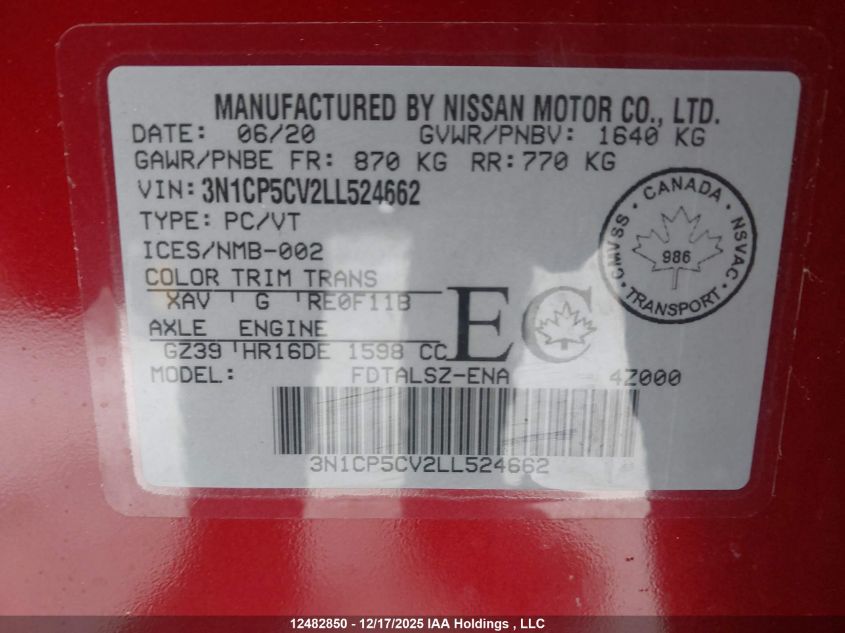 MANUFACTURED BY NISSAN MOTOR CO., LTD.
DATE: 06/20 GVWR/PNBV: 1640 KG
GAWR/PNBE FR: 870 KG RR: 770 KG
VIN: 3N1CP5CV2LL524662
TYPE: PC/VT
ICES/NMB-002
COLOR TRIM TRANS
XAV G RE0F11B
AXLE ENGINE
GZ39 HR16DE 1598 CC
EC
MODEL: FDTALSZ-ENA 4Z000
3N1CP5CV2LL524662
CANADA
CMVSS
986
NSVAC
TRANSPORT
12482850 - 12/17/2025 IAA Holdings , LLC